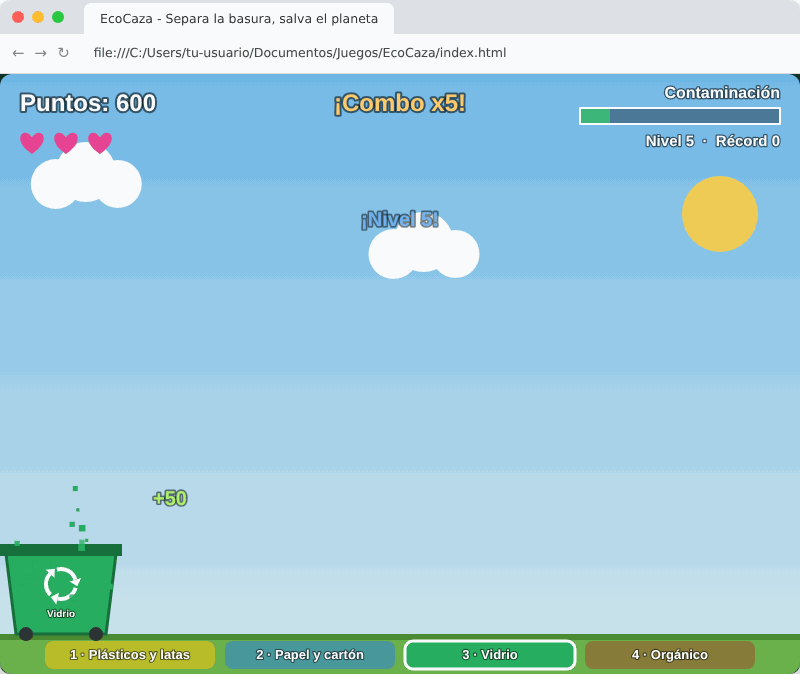 EcoCaza - Separa la basura, salva el planeta
← → ↻ file:///C:/Users/tu-usuario/Documentos/Juegos/EcoCaza/index.html
Puntos: 600
¡Combo x5!
Contaminación
Nivel 5 · Récord 0
¡Nivel 5!
+50
Vidrio
1 · Plásticos y latas
2 · Papel y cartón
3 · Vidrio
4 · Orgánico